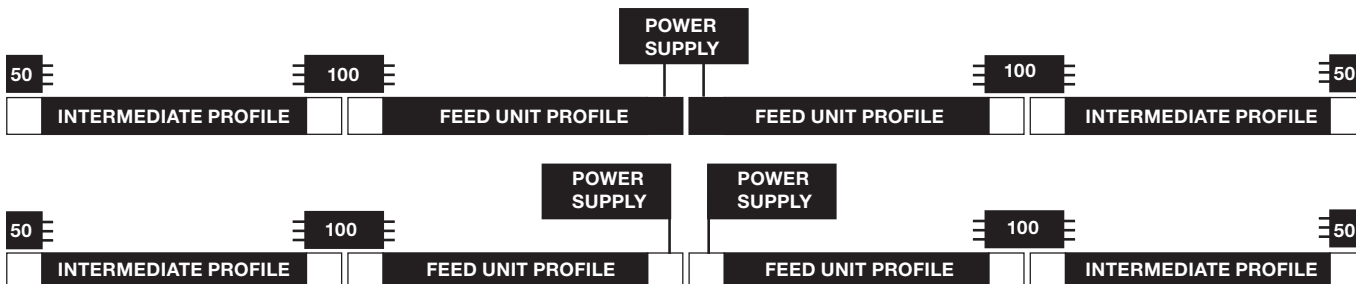 POWER
SUPPLY
50 100 100 50
INTERMEDIATE PROFILE FEED UNIT PROFILE FEED UNIT PROFILE INTERMEDIATE PROFILE
POWER POWER
SUPPLY SUPPLY
50 100 100 50
INTERMEDIATE PROFILE FEED UNIT PROFILE FEED UNIT PROFILE INTERMEDIATE PROFILE